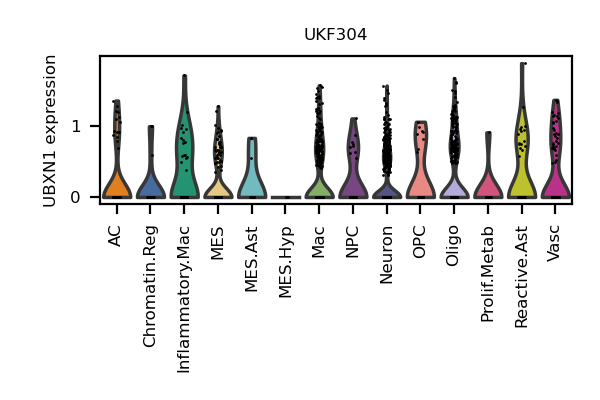 UKF304
UBXN1 expression
1
0
AC
Chromatin.Reg
Inflammatory.Mac
MES
MES.Ast
MES.Hyp
Mac
NPC
Neuron
OPC
Oligo
Prolif.Metab
Reactive.Ast
Vasc